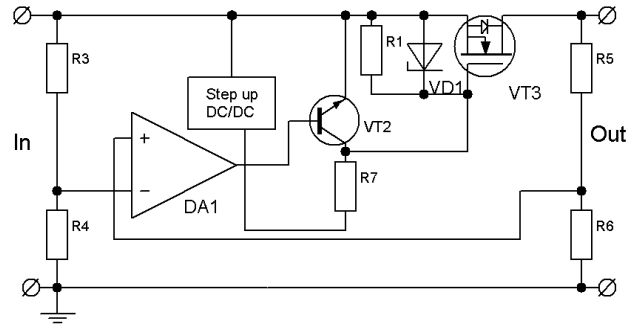 R3
R1
R5
Step up
DC/DC
VD1
VT3
In
+
VT2
Out
−
R7
DA1
R4
R6